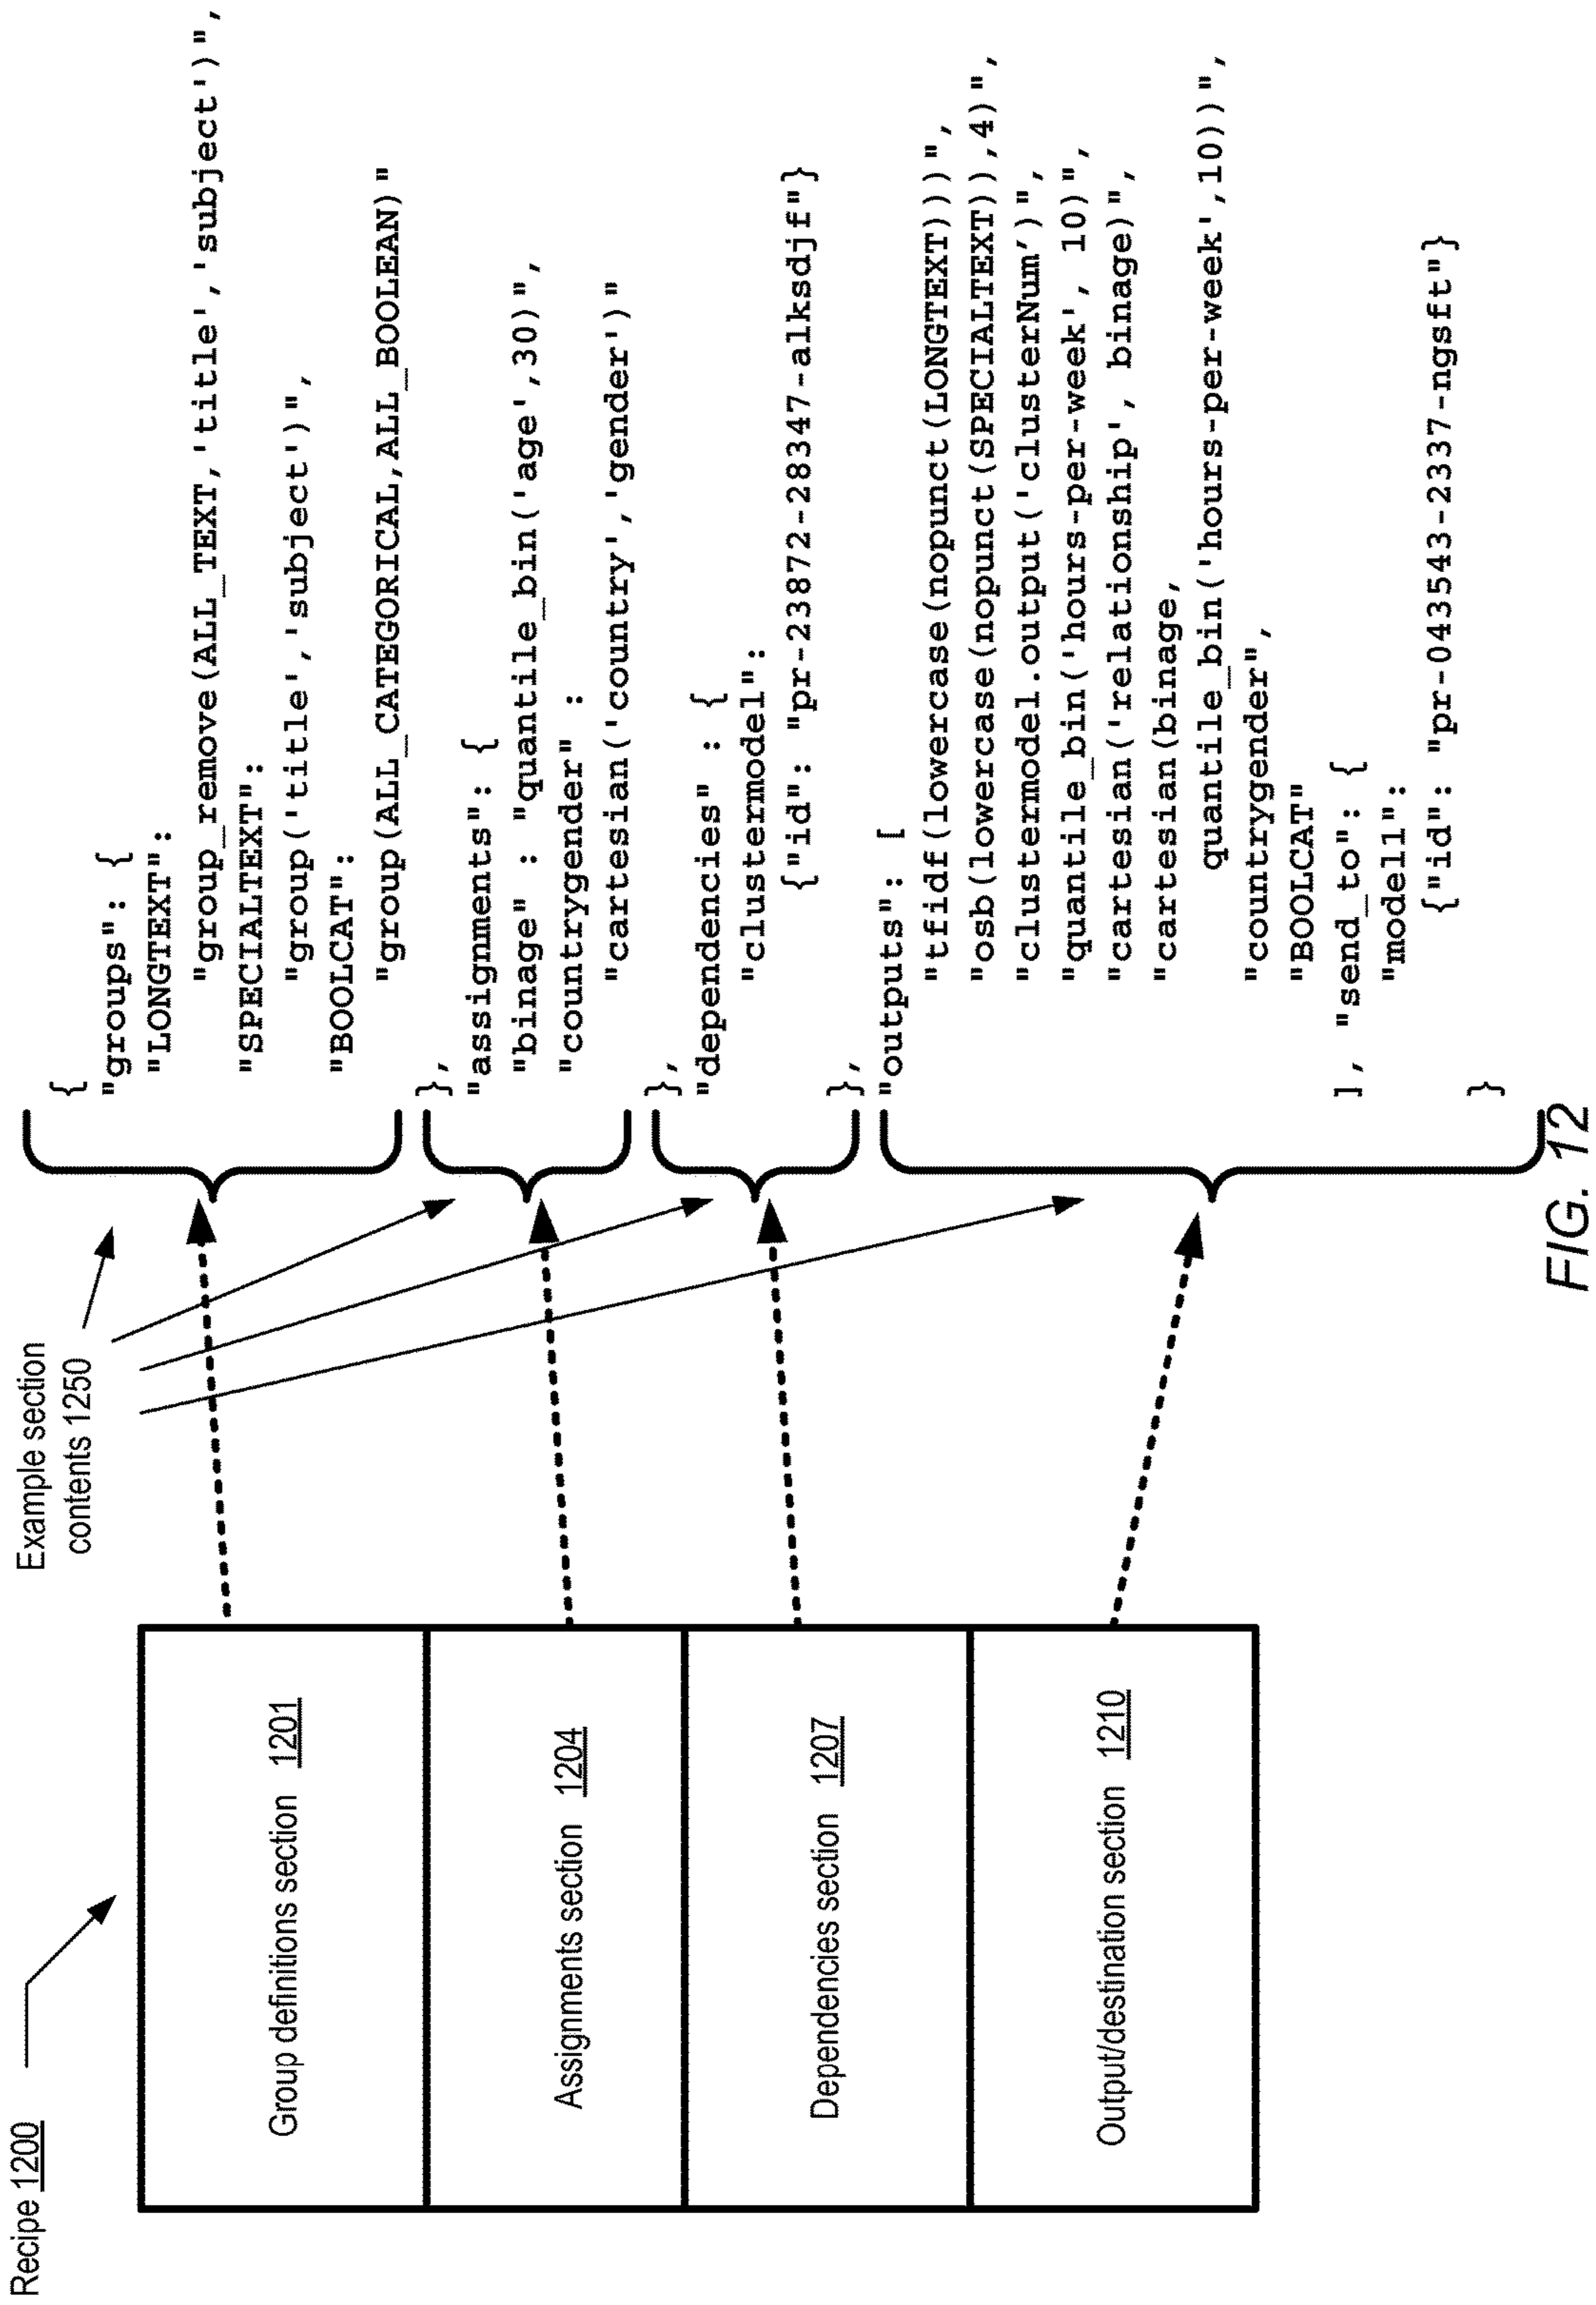 Recipe 1200
Group definitions section 1201
Assignments section 1204
Dependencies section 1207
Output/destination section 1210
Example section
contents 1250
{
"groups": {
"LONGTEXT":
"group_remove(ALL_TEXT,'title','subject')",
"SPECIALTEXT":
"group('title','subject')",
"BOOLCAT":
"group(ALL_CATEGORICAL,ALL_BOOLEAN)"
},
"assignments": {
"binage" : "quantile_bin('age',30)",
"countrygender" :
"cartesian('country','gender')"
},
"dependencies" : {
"clustermodel":
{"id": "pr-23872-28347-alksdjf"}
},
"outputs": [
"tfidf(lowercase(nopunct(LONGTEXT)))",
"osb(lowercase(nopunct(SPECIALTEXT)),4)",
"clustermodel.output('clusterNum’)",
"quantile_bin('hours-per-week', 10)",
"cartesian('relationship', binage)",
"cartesian(binage,
quantile_bin('hours-per-week',10))",
"countrygender",
"BOOLCAT"
], "send_to": {
"model1":
{"id": "pr-043543-2337-ngsft"}
}
FIG. 12